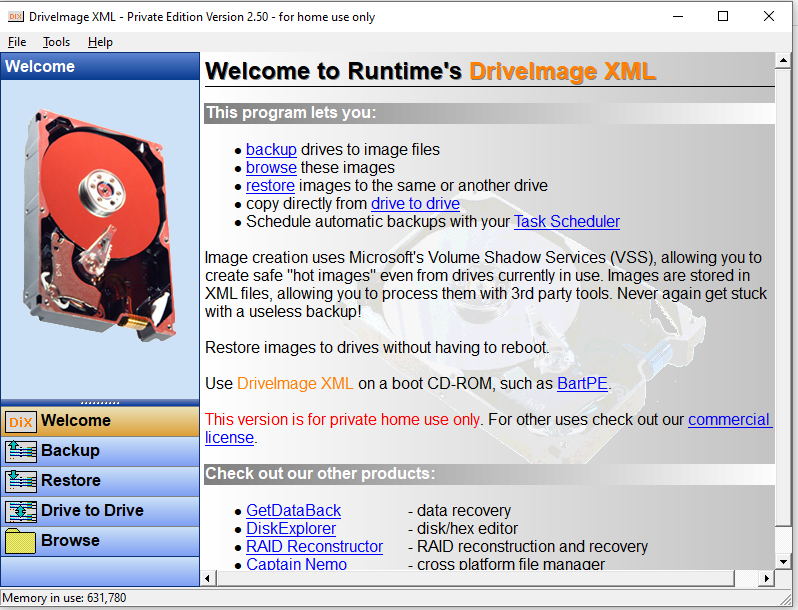 DriveImage XML - Private Edition Version 2.50 - for home use only
File Tools Help
Welcome
Welcome to Runtime's DriveImage XML
This program lets you:
● backup drives to image files
● browse these images
● restore images to the same or another drive
● copy directly from drive to drive
● Schedule automatic backups with your Task Scheduler
Image creation uses Microsoft's Volume Shadow Services (VSS), allowing you to
create safe "hot images" even from drives currently in use. Images are stored in
XML files, allowing you to process them with 3rd party tools. Never again get stuck
with a useless backup!
Restore images to drives without having to reboot.
Use DriveImage XML on a boot CD-ROM, such as BartPE.
This version is for private home use only. For other uses check out our commercial
license.
Check out our other products:
● GetDataBack - data recovery
● DiskExplorer - disk/hex editor
● RAID Reconstructor - RAID reconstruction and recovery
● Captain Nemo - cross platform file manager
DiX Welcome
Backup
Restore
Drive to Drive
Browse
Memory in use: 631,780